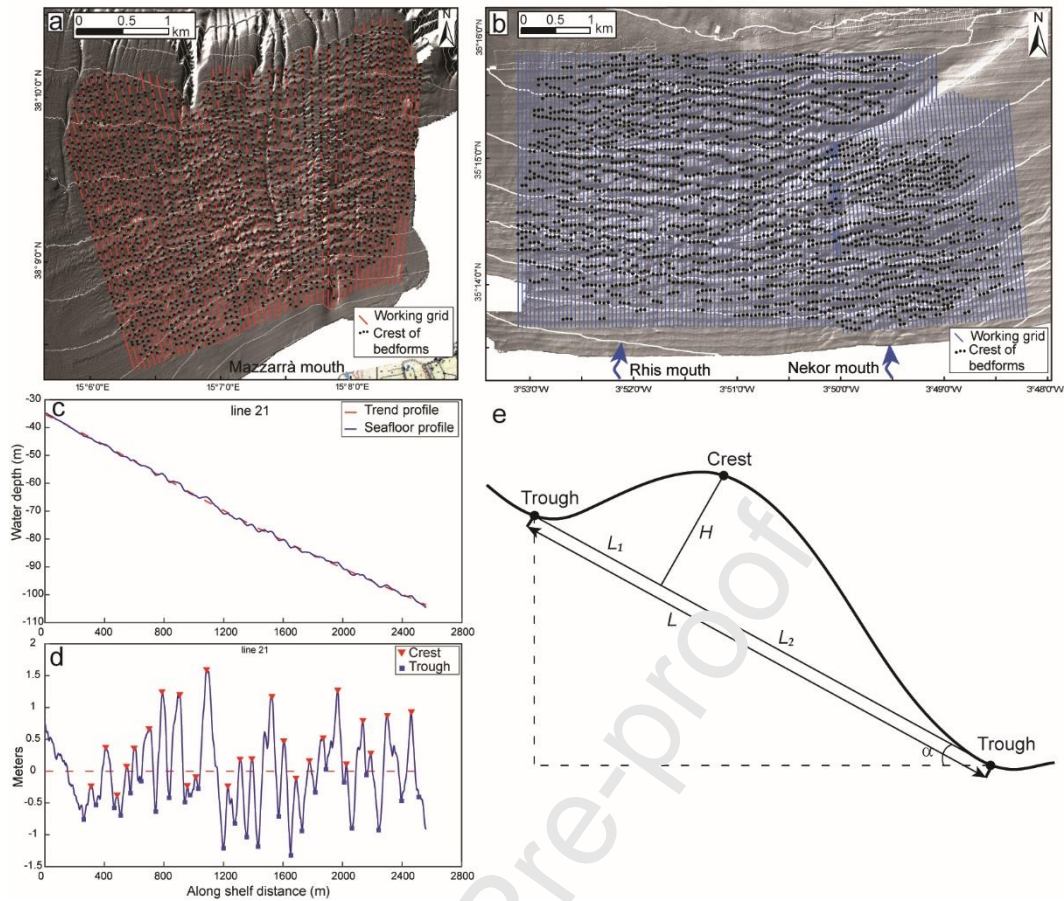 a
0 0.5 1
km
N
38°10'0"N
38°9'0"N
Working grid
Crest of
bedforms
Mazzarrà mouth
15°6'0"E
15°7'0"E
15°8'0"E
b
0 0.5 1
km
N
35°16'0"N
35°15'0"N
35°14'0"N
Working grid
Crest of
bedforms
Rhis mouth
Nekor mouth
3°53'0"W
3°52'0"W
3°51'0"W
3°50'0"W
3°49'0"W
3°48'0"W
c
line 21
Trend profile
Seafloor profile
Water depth (m)
-30
-40
-50
-60
-70
-80
-90
-100
-110
0 400 800 1200 1600 2000 2400 2800
d
line 21
Crest
Trough
Meters
2
1.5
1
0.5
0
-0.5
-1
1.5
0 400 800 1200 1600 2000 2400 2800
Along shelf distance (m)
e
Crest
Trough
H
L1
L
L2
α
Trough
Pre-proof